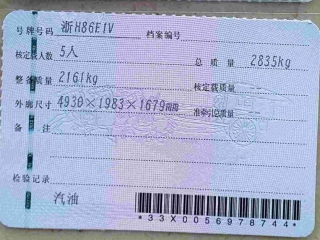 号牌号码 浙H86E1V 档案编号
核定载人数 5人 总质量 2835kg
整备质量 2161kg 核定载质量
外廓尺寸 4930×1983×1679mm 准牵引总质量
备注
检验记录
汽油
*33X0056978744*